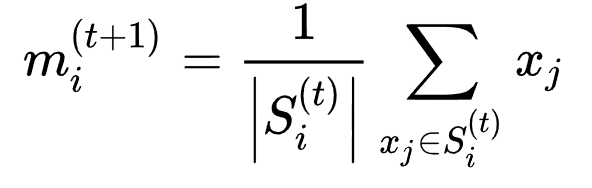 m_i^{(t+1)} = \frac{1}{\left|S_i^{(t)}\right|} \sum_{x_j \in S_i^{(t)}} x_j